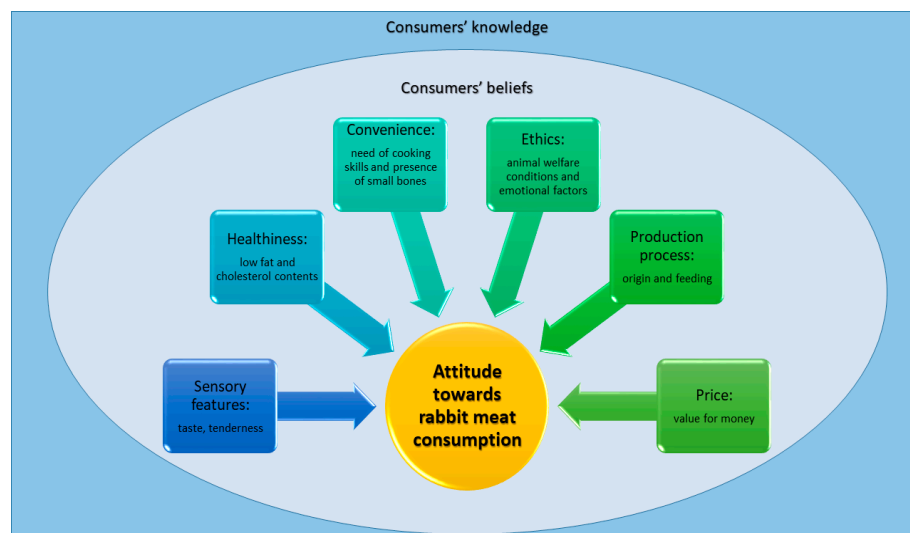 Consumers' knowledge
Consumers' beliefs
Convenience:
need of cooking
skills and presence
of small bones
Ethics:
animal welfare
conditions and
emotional factors
Healthiness:
low fat and
cholesterol contents
Production
process:
origin and feeding
Sensory
features:
taste, tenderness
Attitude
towards
rabbit meat
consumption
Price:
value for money